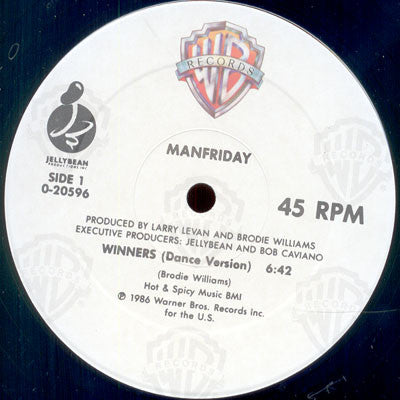 WB
RECORDS
JELLYBEAN
PRODUCTIONS INC.
MANFRIDAY
SIDE 1
0-20596
45 RPM
PRODUCED BY LARRY LEVAN AND BRODIE WILLIAMS
EXECUTIVE PRODUCERS: JELLYBEAN AND BOB CAVIANO
WINNERS (Dance Version) 6:42
(Brodie Williams)
Hot & Spicy Music BMI
℗ 1986 Warner Bros. Records inc.
for the U.S.